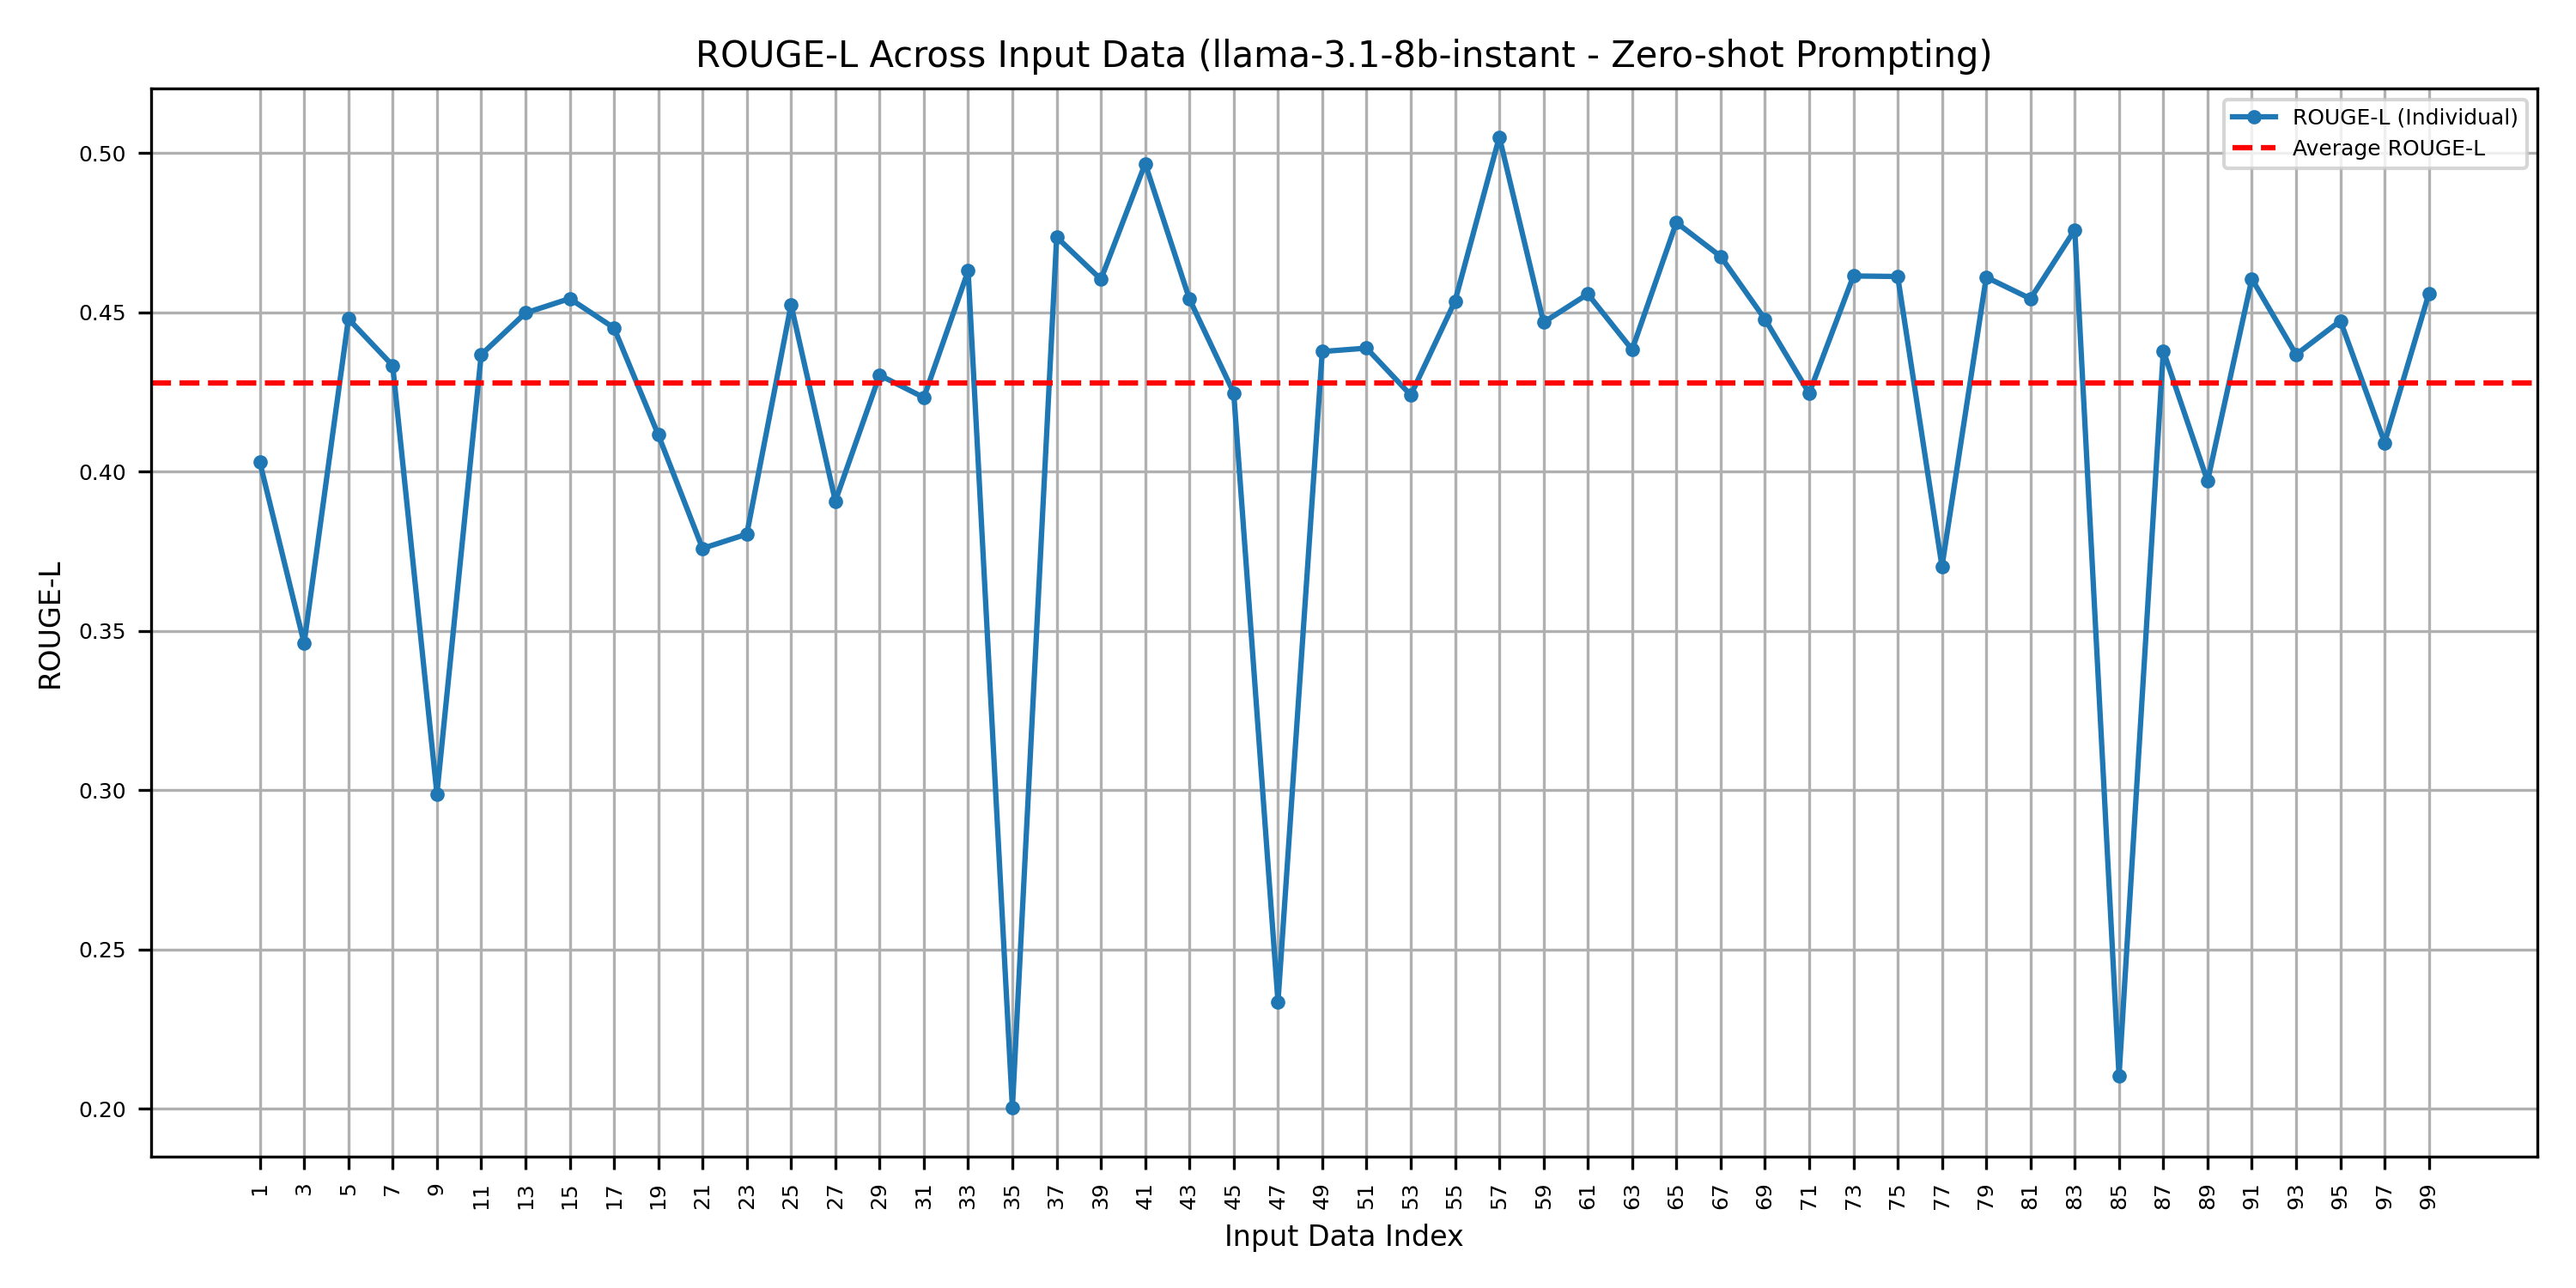 ROUGE-L Across Input Data (llama-3.1-8b-instant - Zero-shot Prompting)
ROUGE-L (Individual)
Average ROUGE-L
ROUGE-L
0.50
0.45
0.40
0.35
0.30
0.25
0.20
1 3 5 7 9 11 13 15 17 19 21 23 25 27 29 31 33 35 37 39 41 43 45 47 49 51 53 55 57 59 61 63 65 67 69 71 73 75 77 79 81 83 85 87 89 91 93 95 97 99
Input Data Index